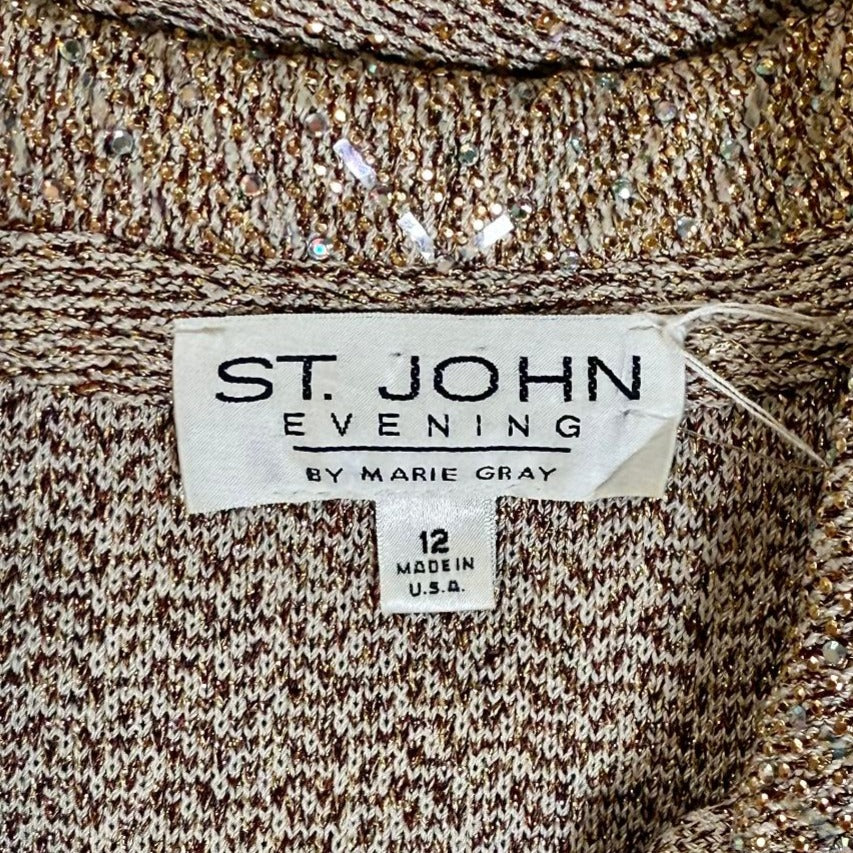 ST. JOHN
EVENING
BY MARIE GRAY
12
MADE IN
U.S.A.